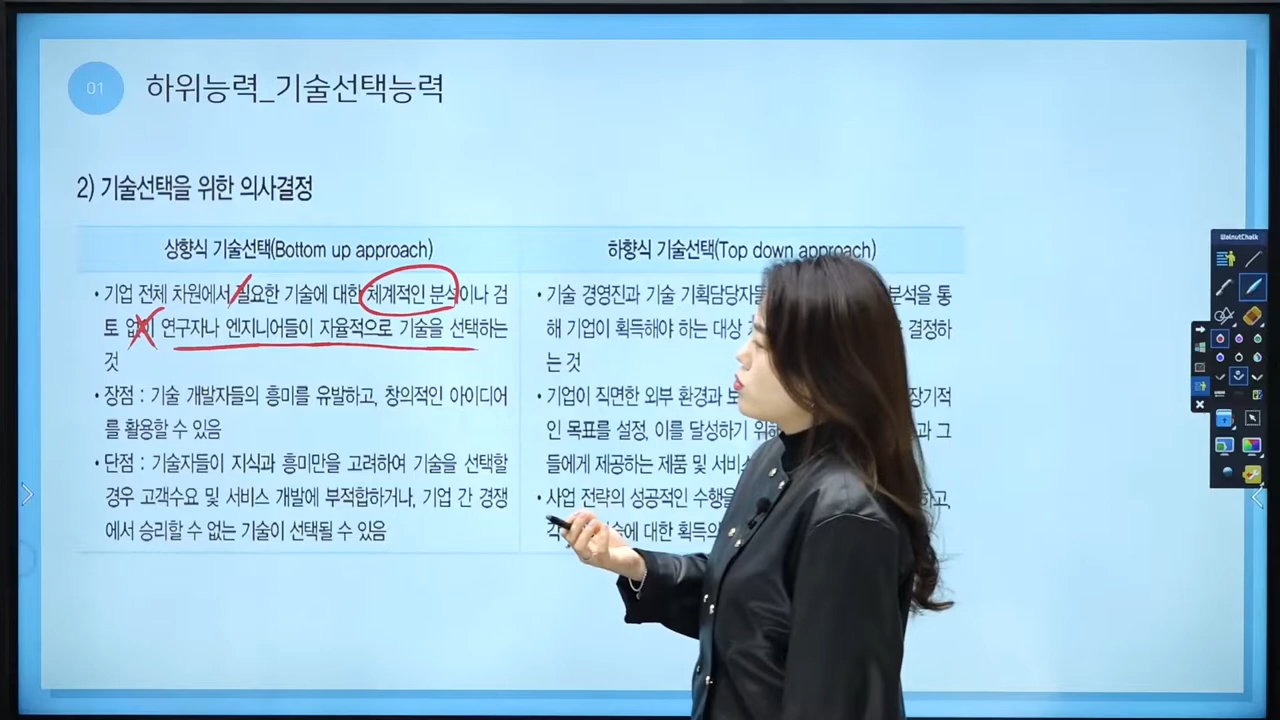 01
하위능력_기술선택능력
2) 기술선택을 위한 의사결정
상향식 기술선택(Bottom up approach)
• 기업 전체 차원에서 필요한 기술에 대한 체계적인 분석이나 검
토 없이 연구자나 엔지니어들이 자율적으로 기술을 선택하는
것
• 장점 : 기술 개발자들의 흥미를 유발하고, 창의적인 아이디어
를 활용할 수 있음
• 단점 : 기술자들이 지식과 흥미만을 고려하여 기술을 선택할
경우 고객수요 및 서비스 개발에 부적합하거나, 기업 간 경쟁
에서 승리할 수 없는 기술이 선택될 수 있음
하향식 기술선택(Top down approach)
• 기술 경영진과 기술 기획담당자들 분석을 통
해 기업이 획득해야 하는 대상 결정하
는 것
• 기업이 직면한 외부 환경과 장기적
인 목표를 설정, 이를 달성하기 위해 그
들에게 제공하는 제품 및 서비스
• 사업 전략의 성공적인 수행을 하고,
대한 획득의
WalnutChalk